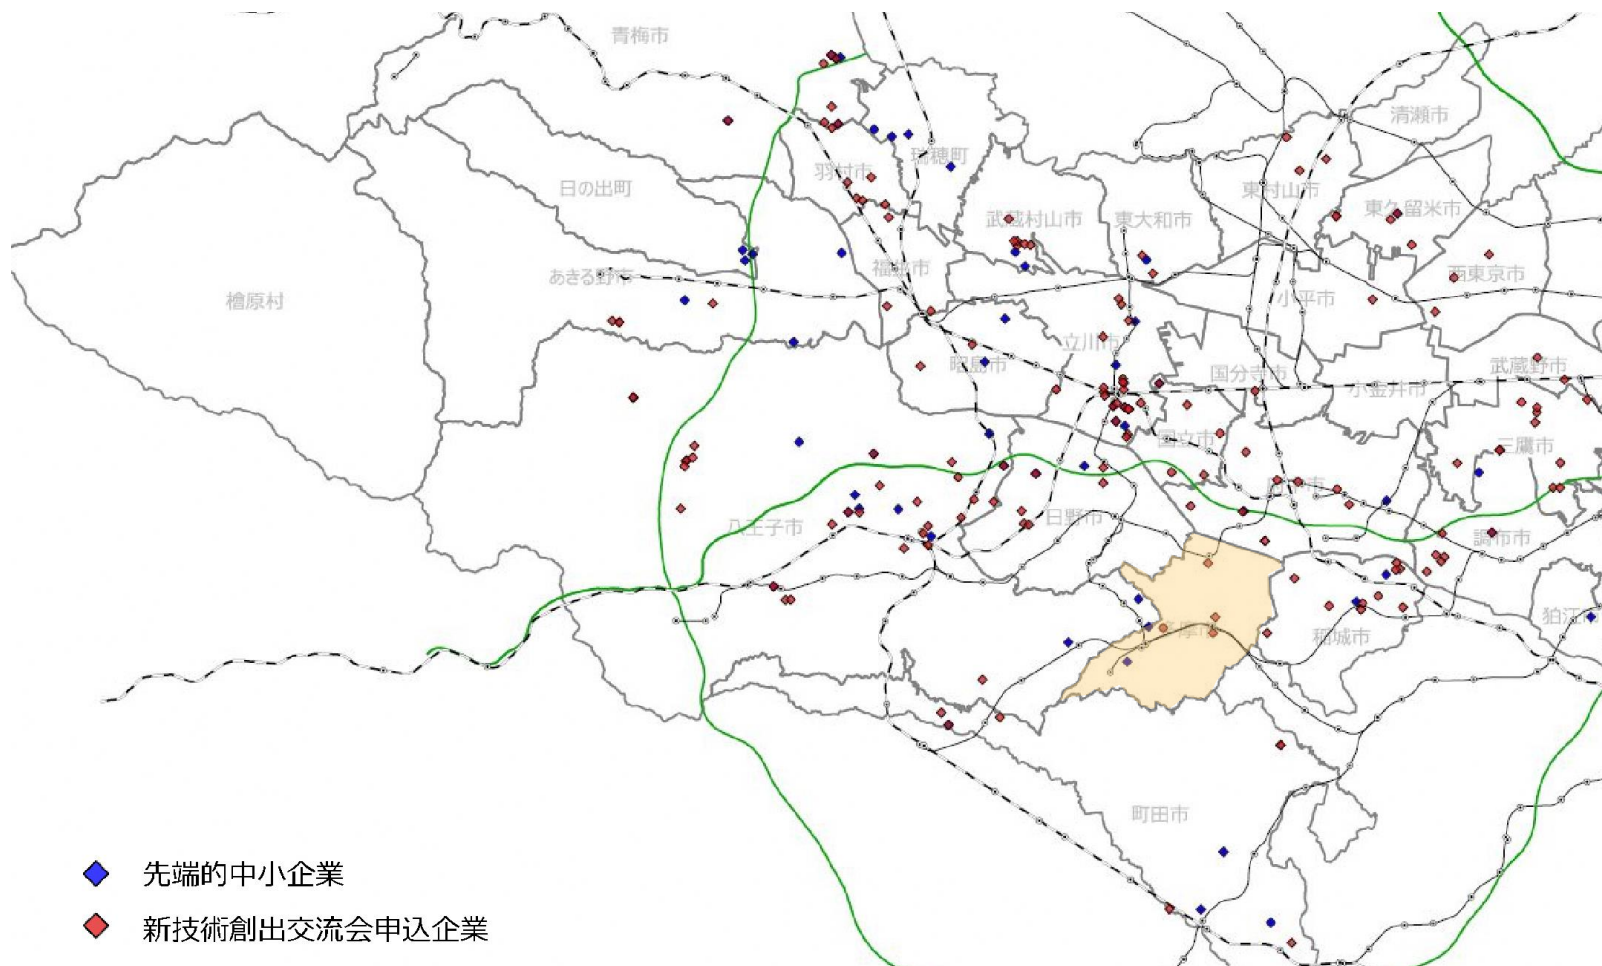 青梅市
清瀬市
瑞穂町
羽村市
日の出町
東村山市
東久留米市
武蔵村山市
東大和市
あきる野市
福生市
西東京市
檜原村
小平市
立川市
昭島市
武蔵野市
国分寺市
小金井市
国立市
三鷹市
八王子市
日野市
調布市
狛江市
稲城市
町田市
先端的中小企業
新技術創出交流会申込企業